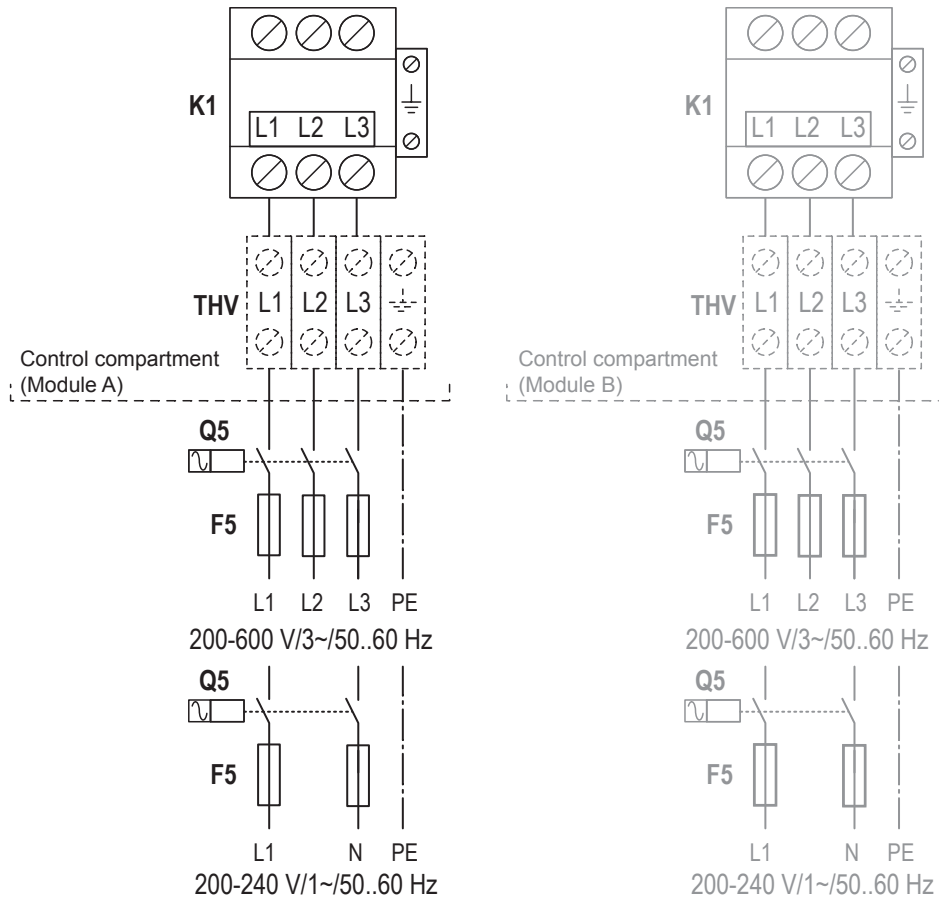 K1
L1 L2 L3
THV
L1 L2 L3
Control compartment
(Module A)
Q5
F5
L1 L2 L3 PE
200-600 V/3~/50..60 Hz
Q5
F5
L1 N PE
200-240 V/1~/50..60 Hz
K1
L1 L2 L3
THV
L1 L2 L3
Control compartment
(Module B)
Q5
F5
L1 L2 L3 PE
200-600 V/3~/50..60 Hz
Q5
F5
L1 N PE
200-240 V/1~/50..60 Hz